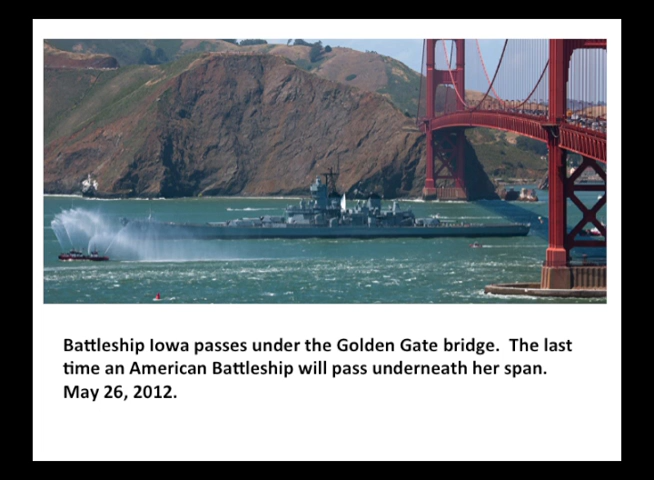 Battleship Iowa passes under the Golden Gate bridge.  The last
time an American Battleship will pass underneath her span.
May 26, 2012.